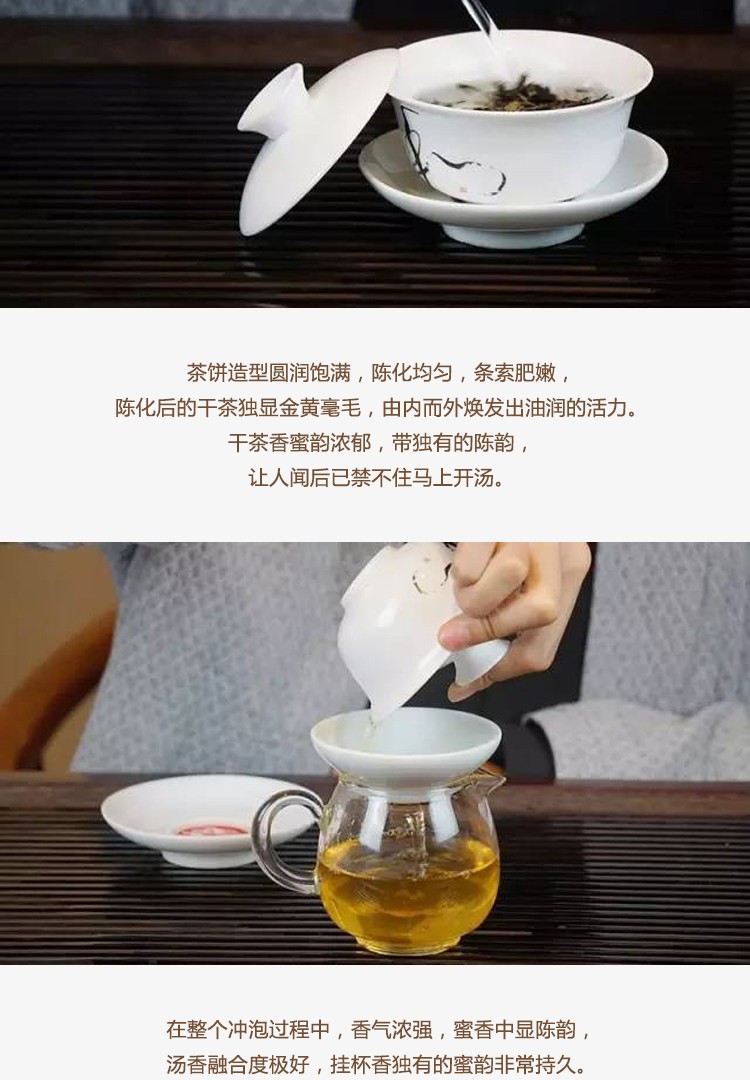 茶饼造型圆润饱满，陈化均匀，条索肥嫩，
陈化后的干茶独显金黄毫毛，由内而外焕发出油润的活力。
干茶香蜜韵浓郁，带独有的陈韵，
让人闻后已禁不住马上开汤。
在整个冲泡过程中，香气浓强，蜜香中显陈韵，
汤香融合度极好，挂杯香独有的蜜韵非常持久。